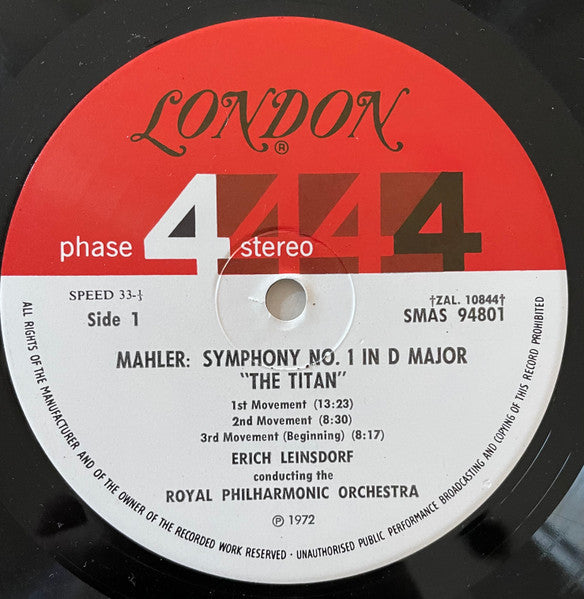 LONDON
®
phase 4 stereo 4 4 4
SPEED 33-⅓
Side 1
†ZAL. 10844†
SMAS 94801
MAHLER: SYMPHONY NO. 1 IN D MAJOR
"THE TITAN"
1st Movement (13:23)
2nd Movement (8:30)
3rd Movement (Beginning) (8:17)
ERICH LEINSDORF
conducting the
ROYAL PHILHARMONIC ORCHESTRA
℗ 1972
ALL RIGHTS OF THE MANUFACTURER AND OF THE OWNER OF THE RECORDED WORK RESERVED · UNAUTHORISED PUBLIC PERFORMANCE BROADCASTING AND COPYING OF THIS RECORD PROHIBITED